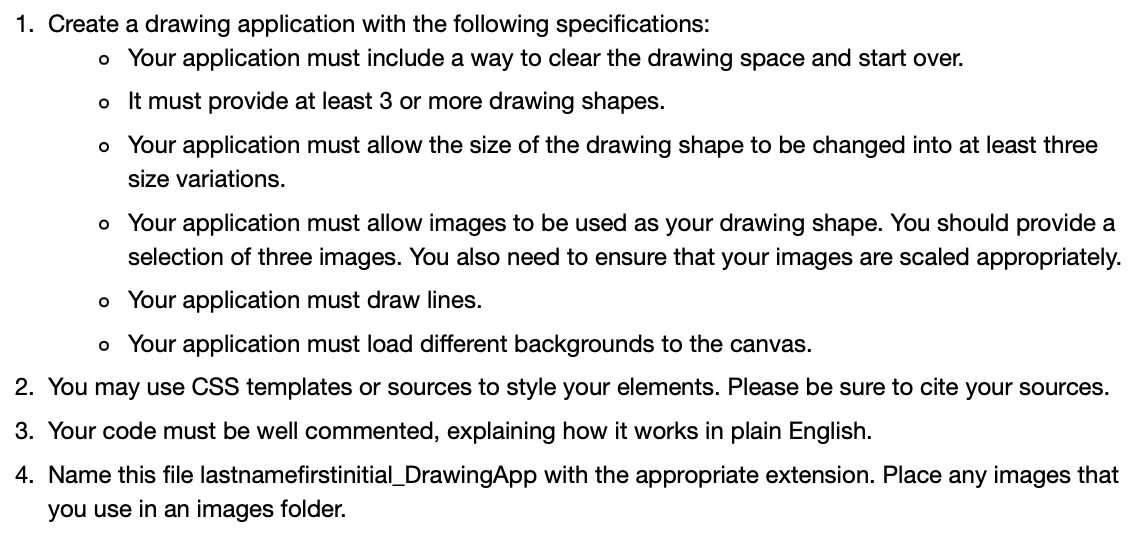 1. Create a drawing application with the following specifications:
o Your application must include a way to clear the drawing space and start over.
o It must provide at least 3 or more drawing shapes.
o Your application must allow the size of the drawing shape to be changed into at least three
size variations.
o Your application must allow images to be used as your drawing shape. You should provide a
selection of three images. You also need to ensure that your images are scaled appropriately.
o Your application must draw lines.
o Your application must load different backgrounds to the canvas.
2. You may use CSS templates or sources to style your elements. Please be sure to cite your sources.
3. Your code must be well commented, explaining how it works in plain English.
4. Name this file lastnamefirstinitial_DrawingApp with the appropriate extension. Place any images that
you use in an images folder.